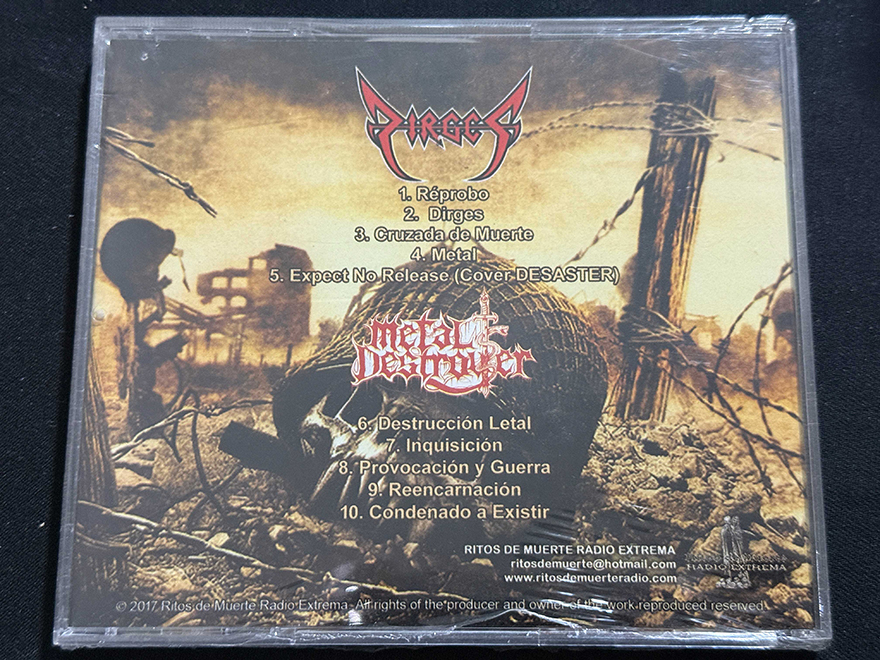 DIRGES
1. Réprobo
2. Dirges
3. Cruzada de Muerte
4. Metal
5. Expect No Release (Cover DESASTER)
Metal
Destroyer
6. Destrucción Letal
7. Inquisición
8. Provocación y Guerra
9. Reencarnación
10. Condenado a Existir
RITOS DE MUERTE RADIO EXTREMA
ritosdemuerte@hotmail.com
www.ritosdemuerteradio.com
RADIO EXTREMA
© 2017 Ritos de Muerte Radio Extrema - All rights of the producer and owner of the work reproduced reserved